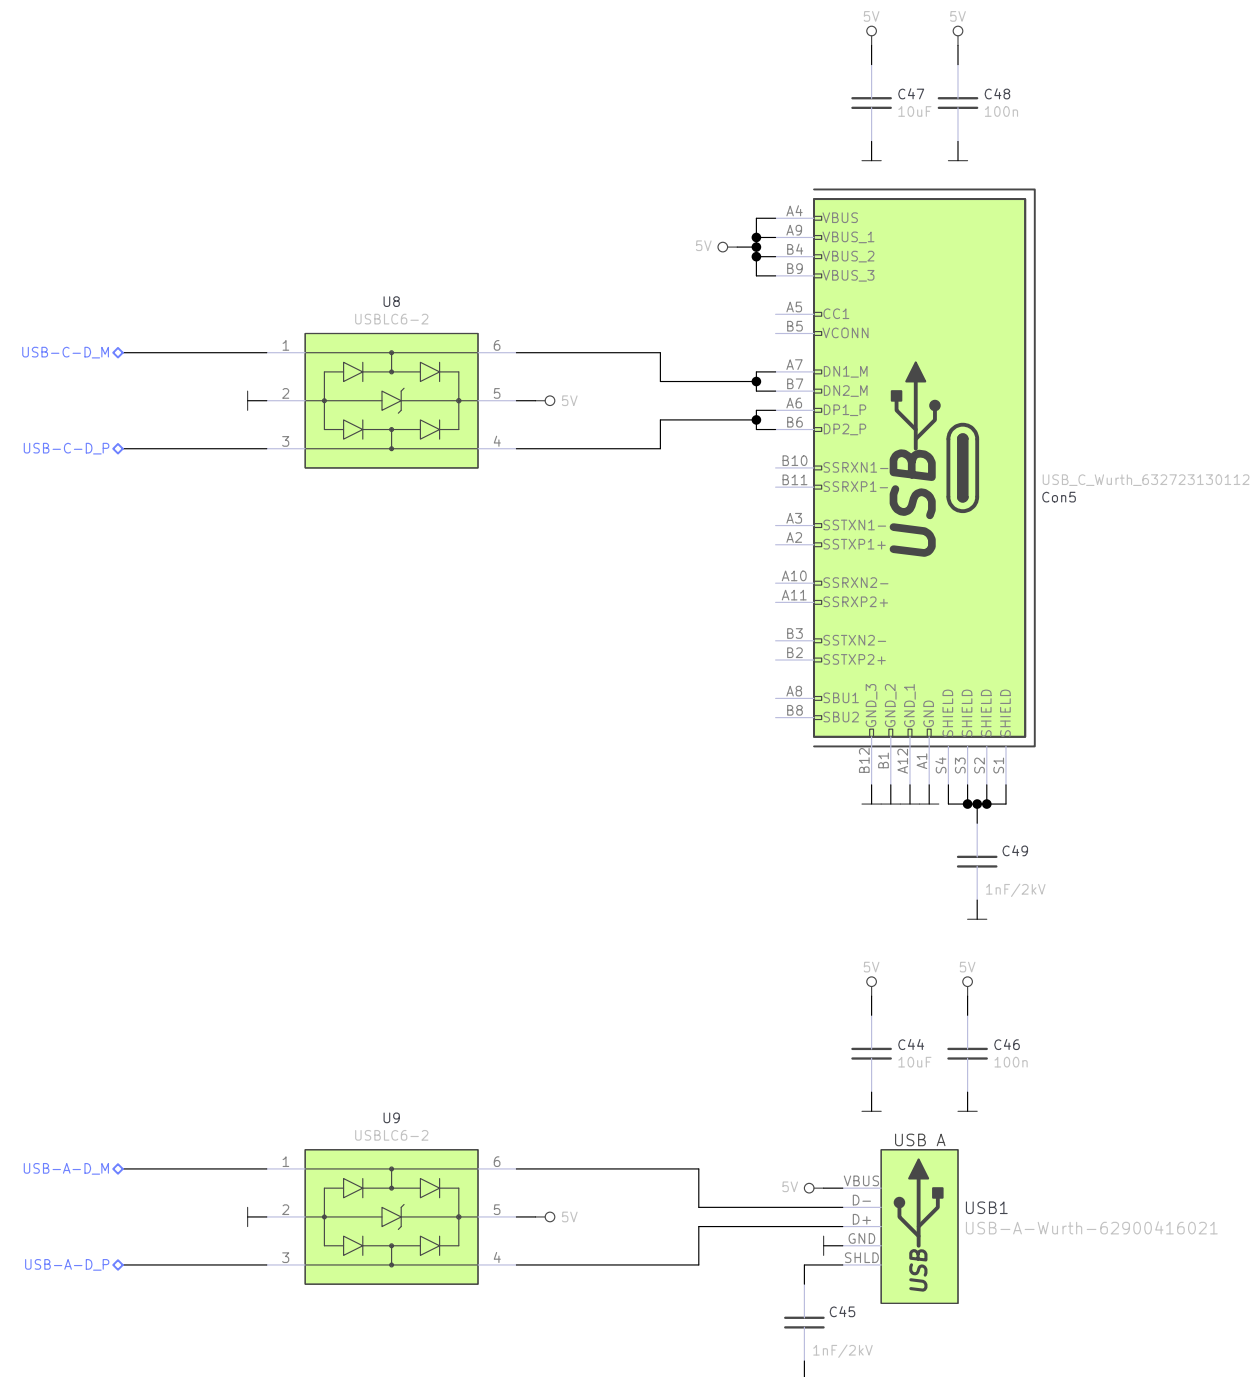 5V
5V
C47
10uF
C48
100n
A4
VBUS
A9
VBUS_1
5V
B4
VBUS_2
B9
VBUS_3
U8
USBLC6-2
A5
CC1
B5
VCONN
USB-C-D_M
1
6
A7
DN1_M
B7
DN2_M
2
5
5V
A6
DP1_P
B6
DP2_P
USB-C-D_P
3
4
B10
SSRXN1-
B11
SSRXP1-
USB
USB_C_Wurth_632723130112
Con5
A3
SSTXN1-
A2
SSTXP1+
A10
SSRXN2-
A11
SSRXP2+
B3
SSTXN2-
B2
SSTXP2+
A8
SBU1
B8
SBU2
GND_3
GND_2
GND_1
GND
SHIELD
SHIELD
SHIELD
SHIELD
B12
B1
A12
A1
S4
S3
S2
S1
C49
1nF/2kV
5V
5V
C44
10uF
C46
100n
U9
USBLC6-2
USB A
USB-A-D_M
1
6
5V
VBUS
D-
2
5
5V
D+
USB1
USB-A-Wurth-62900416021
GND
USB-A-D_P
3
4
SHLD
USB
C45
1nF/2kV